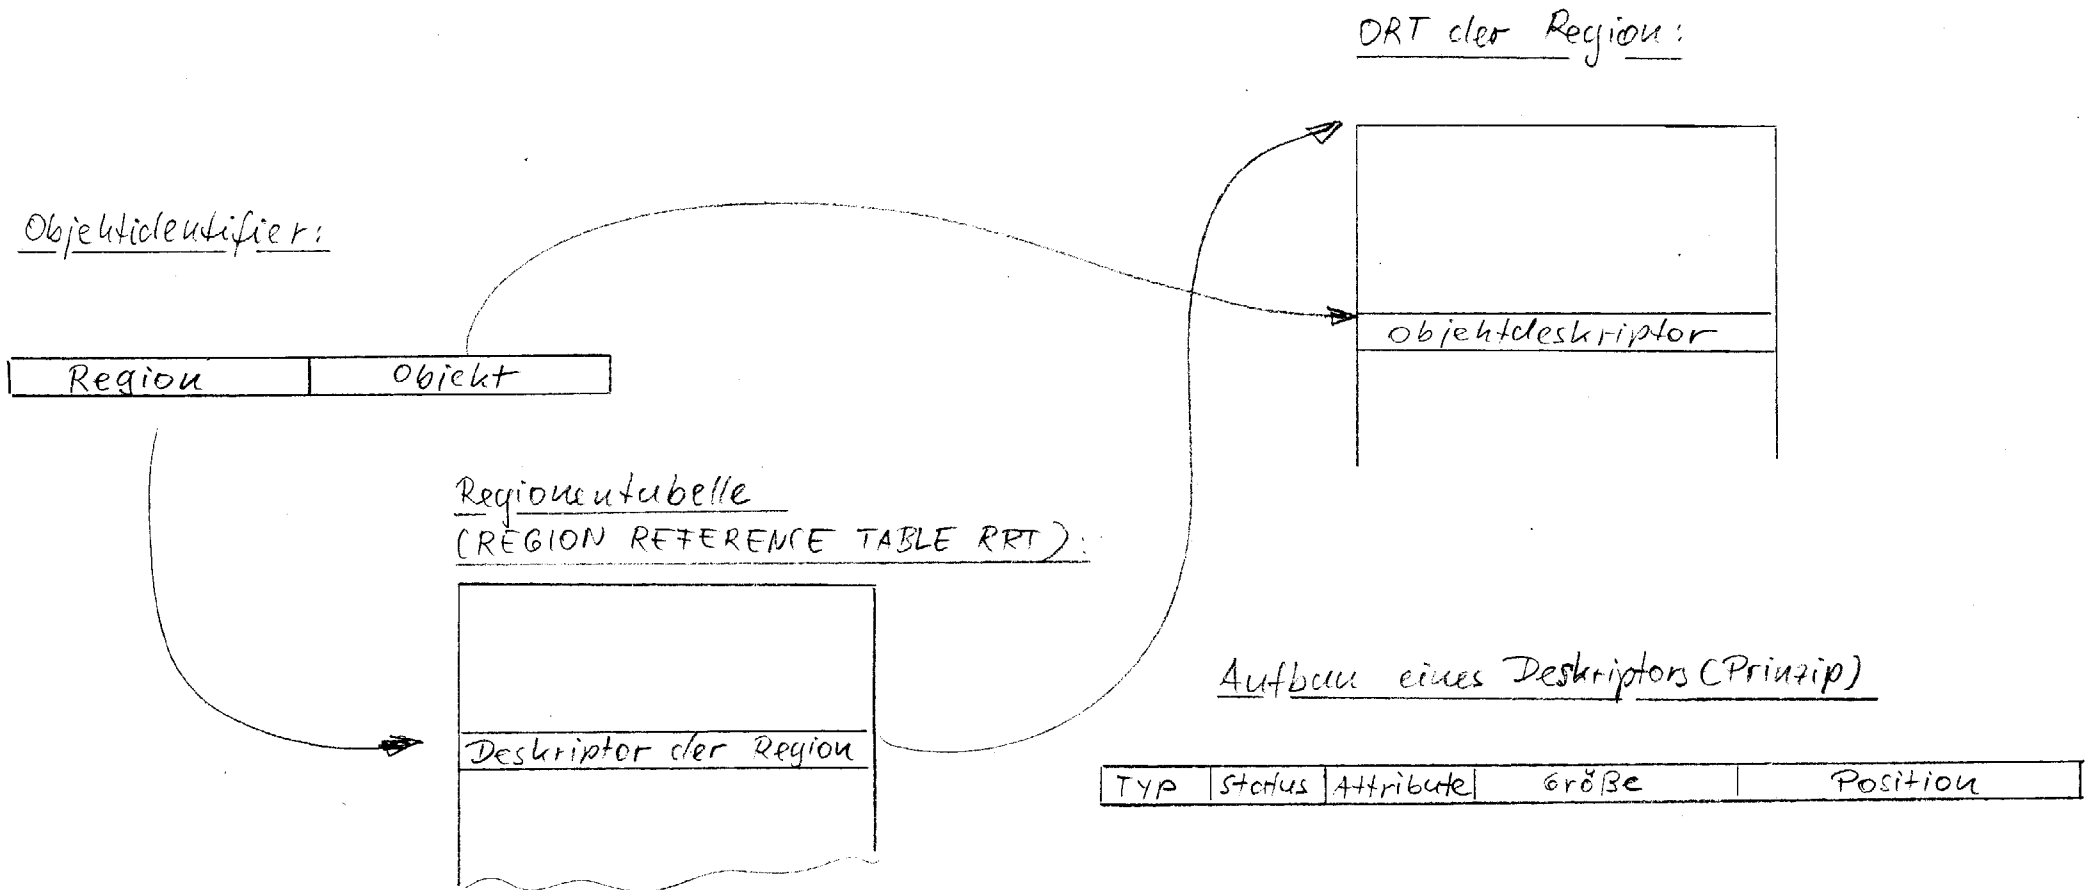 ORT der Region:
Objektidentifier:
Objektdeskriptor
Region Objekt
Regionentabelle
(REGION REFERENCE TABLE RRT):
Aufbau eines Deskriptors (Prinzip)
Deskriptor der Region
TYP Status Attribute Größe Position